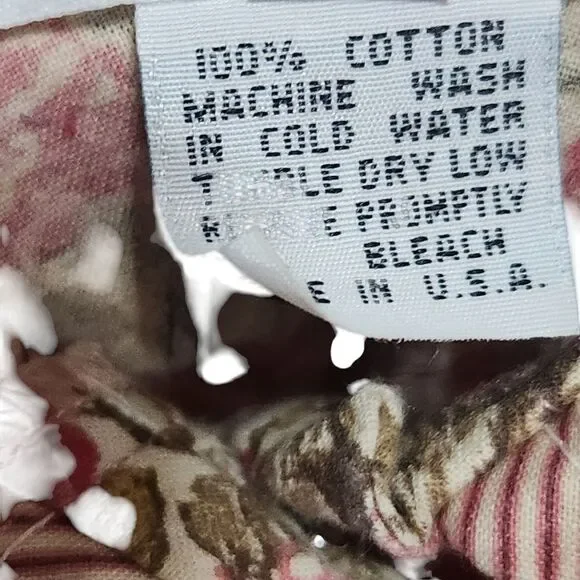 100% COTTON
MACHINE WASH
IN COLD WATER
DRY LOW
PROMPTLY
BLEACH
IN U.S.A.